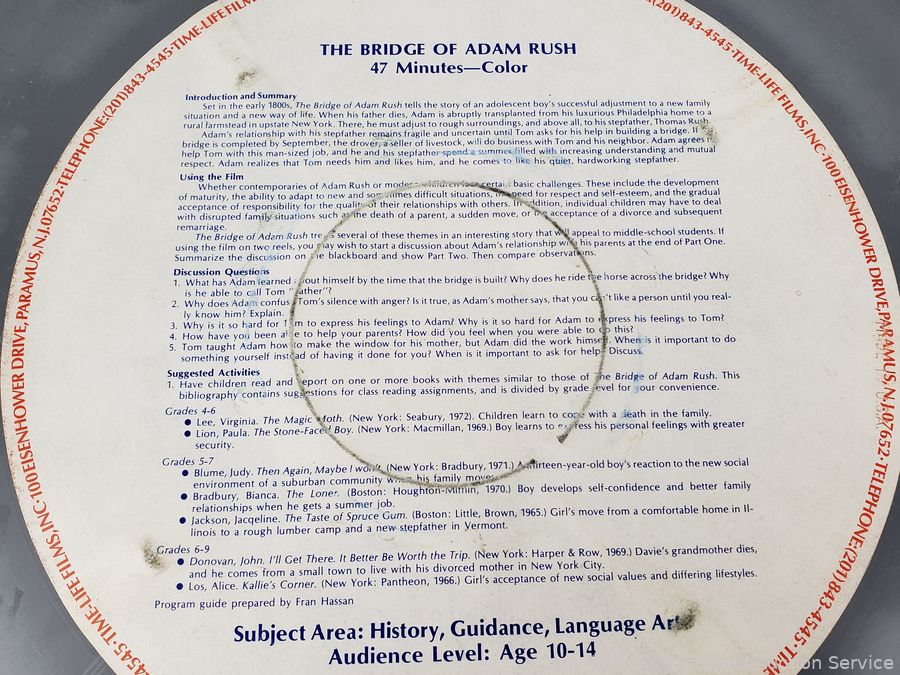 THE BRIDGE OF ADAM RUSH
47 Minutes—Color
Introduction and Summary
Set in the early 1800s, The Bridge of Adam Rush tells the story of an adolescent boy's successful adjustment to a new family
situation and a new way of life. When his father dies, Adam is abruptly transplanted from his luxurious Philadelphia home to a
rural farmstead in upstate New York. There, he must adjust to rough surroundings, and above all, to his stepfather, Thomas Rush.
Adam's relationship with his stepfather remains fragile and uncertain until Tom asks for his help in building a bridge. If
bridge is completed by September, the drover, a seller of livestock, will do business with Tom and his neighbor. Adam agrees to
help Tom with this man-sized job, and he and his stepfather spend a summer filled with increasing understanding and mutual
respect. Adam realizes that Tom needs him and likes him, and he comes to like his quiet, hardworking stepfather.
Using the Film
Whether contemporaries of Adam Rush or modern children face certain basic challenges. These include the development
of maturity, the ability to adapt to new and sometimes difficult situations, the need for respect and self-esteem, and the gradual
acceptance of responsibility for the quality of their relationships with others. In addition, individual children may have to deal
with disrupted family situations such as the death of a parent, a sudden move, or the acceptance of a divorce and subsequent
remarriage.
The Bridge of Adam Rush treats several of these themes in an interesting story that will appeal to middle-school students. If
using the film on two reels, you may wish to start a discussion about Adam's relationship with his parents at the end of Part One.
Summarize the discussion on the blackboard and show Part Two. Then compare observations.
Discussion Questions
1. What has Adam learned about himself by the time that the bridge is built? Why does he ride the horse across the bridge? Why
is he able to call Tom "Father"?
2. Why does Adam confuse Tom's silence with anger? Is it true, as Adam's mother says, that you can't like a person until you real-
ly know him? Explain.
3. Why is it so hard for Tom to express his feelings to Adam? Why is it so hard for Adam to express his feelings to Tom?
4. How have you been able to help your parents? How did you feel when you were able to do this?
5. Tom taught Adam how to make the window for his mother, but Adam did the work himself. When is it important to do
something yourself instead of having it done for you? When is it important to ask for help? Discuss.
Suggested Activities
1. Have children read and report on one or more books with themes similar to those of The Bridge of Adam Rush. This
bibliography contains suggestions for class reading assignments, and is divided by grade level for your convenience.
Grades 4-6
● Lee, Virginia. The Magic Moth. (New York: Seabury, 1972). Children learn to cope with a death in the family.
● Lion, Paula. The Stone-Faced Boy. (New York: Macmillan, 1969.) Boy learns to express his personal feelings with greater
security.
Grades 5-7
● Blume, Judy. Then Again, Maybe I won't. (New York: Bradbury, 1971.) A thirteen-year-old boy's reaction to the new social
environment of a suburban community when his family moves.
● Bradbury, Bianca. The Loner. (Boston: Houghton-Mifflin, 1970.) Boy develops self-confidence and better family
relationships when he gets a summer job.
● Jackson, Jacqeline. The Taste of Spruce Gum. (Boston: Little, Brown, 1965.) Girl's move from a comfortable home in Il-
linois to a rough lumber camp and a new stepfather in Vermont.
Grades 6-9
● Donovan, John. I'll Get There. It Better Be Worth the Trip. (New York: Harper & Row, 1969.) Davie's grandmother dies,
and he comes from a small town to live with his divorced mother in New York City.
● Los, Alice. Kallie's Corner. (New York: Pantheon, 1966.) Girl's acceptance of new social values and differing lifestyles.
Program guide prepared by Fran Hassan
Subject Area: History, Guidance, Language Arts
Audience Level: Age 10-14
TIME-LIFE FILMS, INC·100 EISENHOWER DRIVE, PARAMUS, N.J. 07652·TELEPHONE:(201)843-4545·TIME-LIFE FILM
843-4545·TIME-LIFE FILMS, INC·100 EISENHOWER DRIVE, PARAMUS, N.J. 07652·TELEPHONE:(201)843-4545·TIME
4545·
on Service